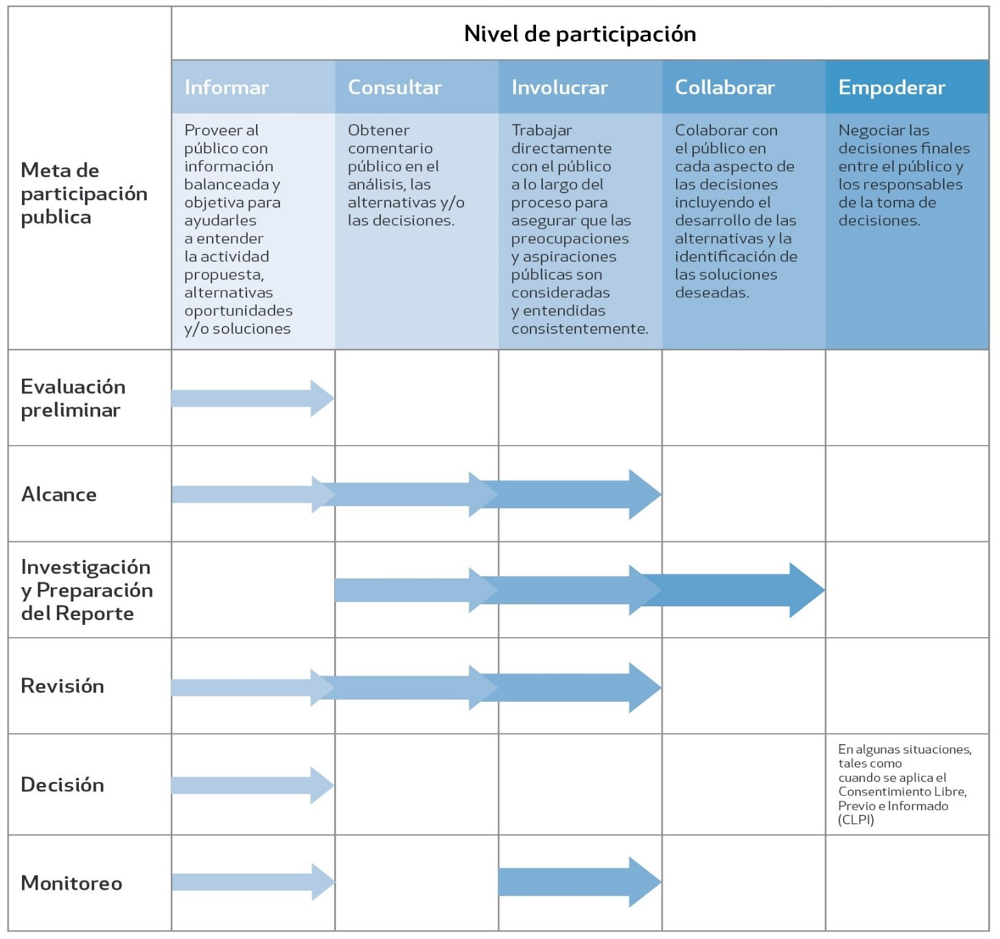 Nivel de participación
Meta de
participación
publica
Informar
Proveer al
público con
información
balanceada y
objetiva para
ayudarles
a entender
la actividad
propuesta,
alternativas
oportunidades
y/o soluciones
Consultar
Obtener
comentario
público en el
análisis, las
alternativas y/o
las decisiones.
Involucrar
Trabajar
directamente
con el público
a lo largo del
proceso para
asegurar que las
preocupaciones
y aspiraciones
públicas son
consideradas
y entendidas
consistentemente.
Collaborar
Colaborar con
el público en
cada aspecto de
las decisiones
incluyendo el
desarrollo de las
alternativas y la
identificación de
las soluciones
deseadas.
Empoderar
Negociar las
decisiones finales
entre el público y
los responsables
de la toma de
decisiones.
Evaluación
preliminar
Alcance
Investigación
y Preparación
del Reporte
Revisión
Decisión
En algunas situaciones,
tales como
cuando se aplica el
Consentimiento Libre,
Previo e Informado
(CLPI)
Monitoreo